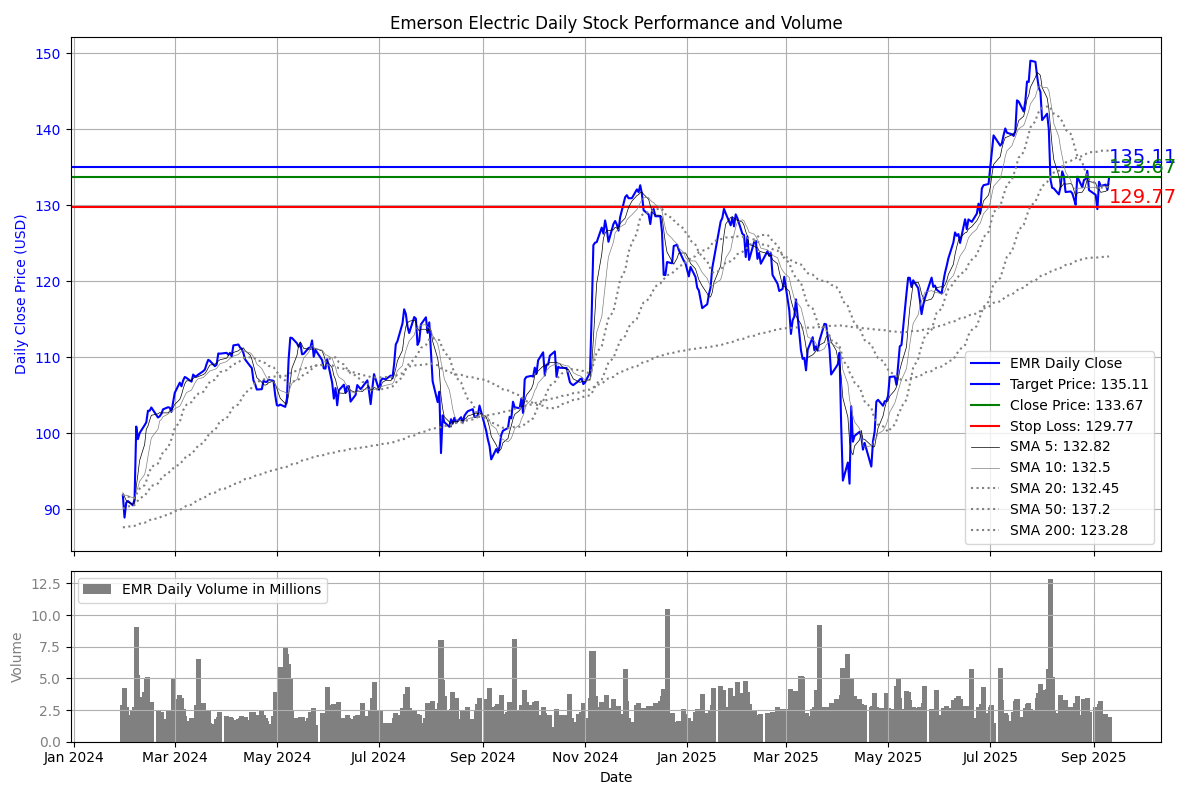 Emerson Electric Daily Stock Performance and Volume
Daily Close Price (USD)
150
140
130
120
110
100
90
135.11
133.67
129.77
EMR Daily Close
Target Price: 135.11
Close Price: 133.67
Stop Loss: 129.77
SMA 5: 132.82
SMA 10: 132.5
SMA 20: 132.45
SMA 50: 137.2
SMA 200: 123.28
Volume
12.5
10.0
7.5
5.0
2.5
0.0
EMR Daily Volume in Millions
Jan 2024 Mar 2024 May 2024 Jul 2024 Sep 2024 Nov 2024 Jan 2025 Mar 2025 May 2025 Jul 2025 Sep 2025
Date